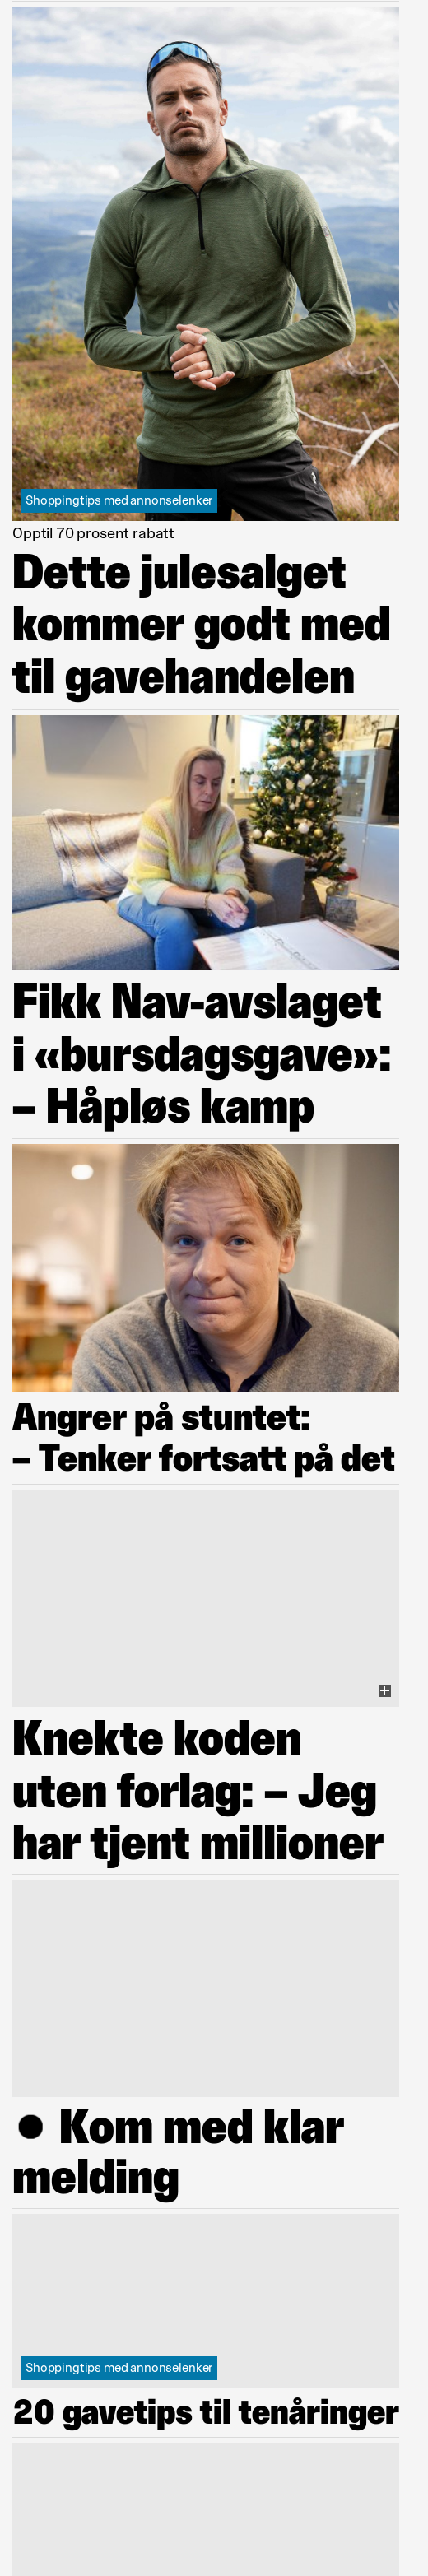 Shoppingtips med annonselenker
Opptil 70 prosent rabatt
Dette julesalget
kommer godt med
til gavehandelen
Fikk Nav-avslaget
i «bursdagsgave»:
– Håpløs kamp
Angrer på stuntet:
– Tenker fortsatt på det
Knekte koden
uten forlag: – Jeg
har tjent millioner
● Kom med klar
melding
Shoppingtips med annonselenker
20 gavetips til tenåringer